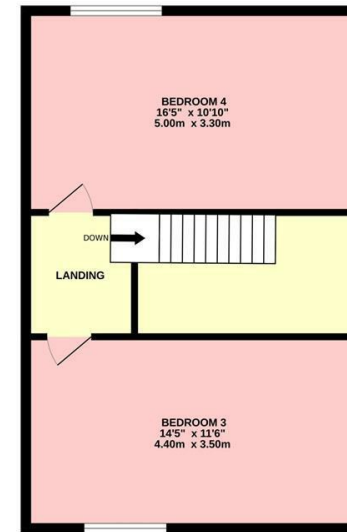 BEDROOM 4
16'5" x 10'10"
5.00m x 3.30m
DOWN
LANDING
BEDROOM 3
14'5" x 11'6"
4.40m x 3.50m